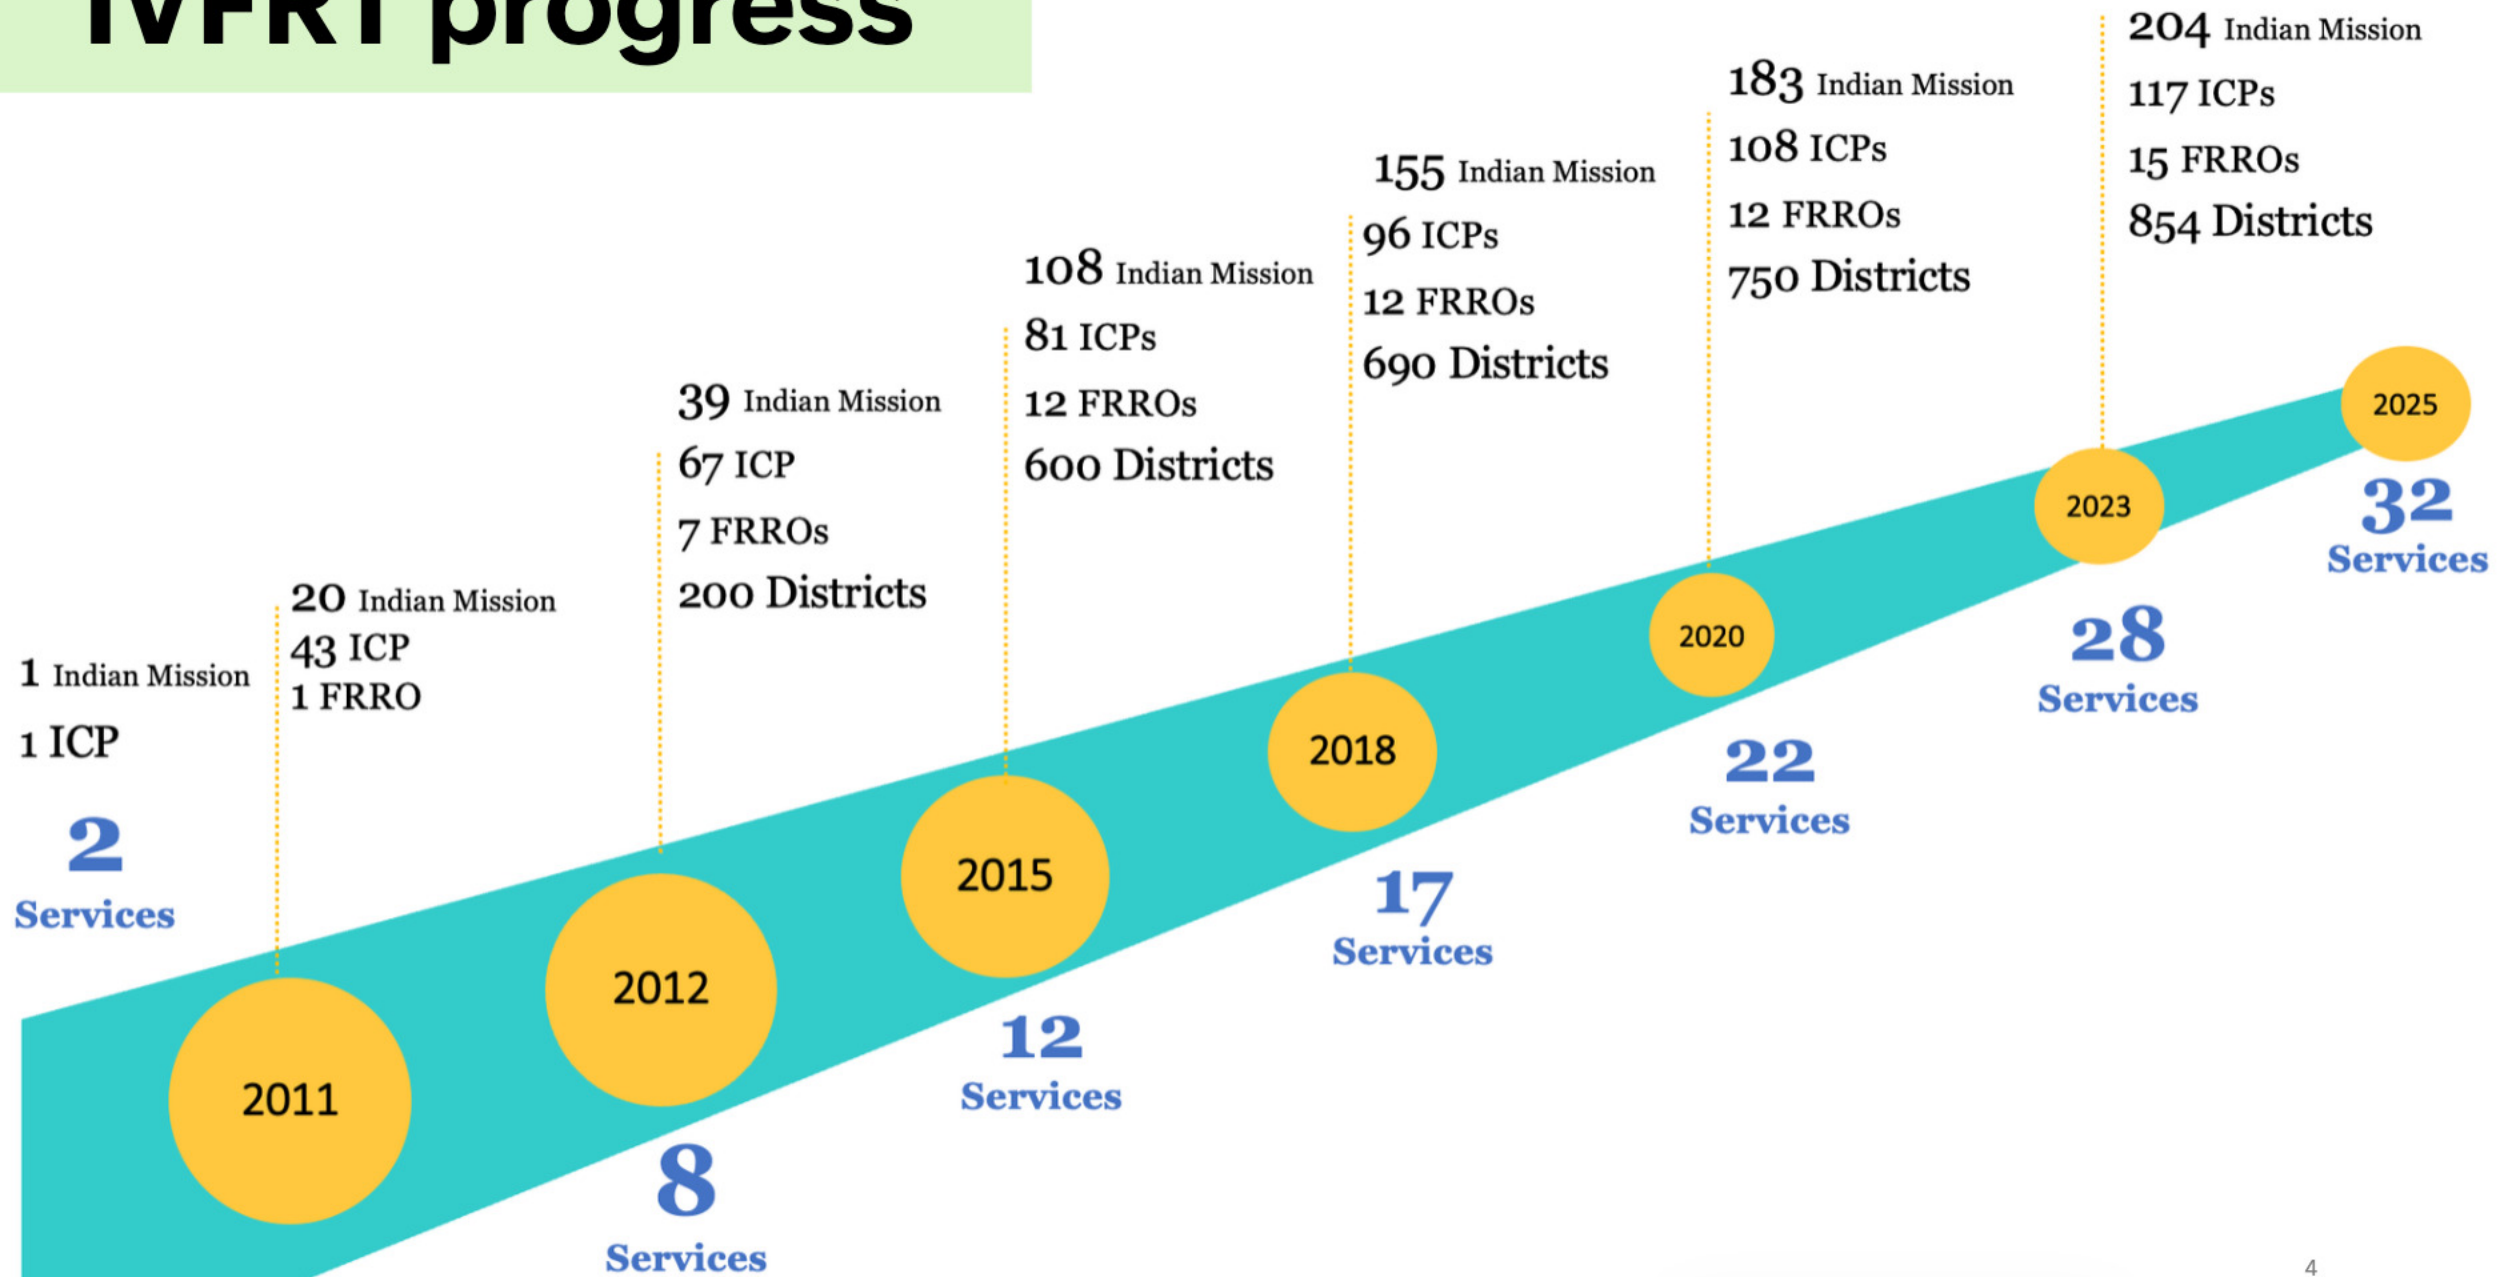 IVFRT progress
1 Indian Mission
1 ICP
2
Services
20 Indian Mission
43 ICP
1 FRRO
2011
39 Indian Mission
67 ICP
7 FRROs
200 Districts
2012
8
Services
108 Indian Mission
81 ICPs
12 FRROs
600 Districts
2015
12
Services
155 Indian Mission
96 ICPs
12 FRROs
690 Districts
2018
17
Services
183 Indian Mission
108 ICPs
12 FRROs
750 Districts
2020
22
Services
204 Indian Mission
117 ICPs
15 FRROs
854 Districts
2023
28
Services
2025
32
Services
4